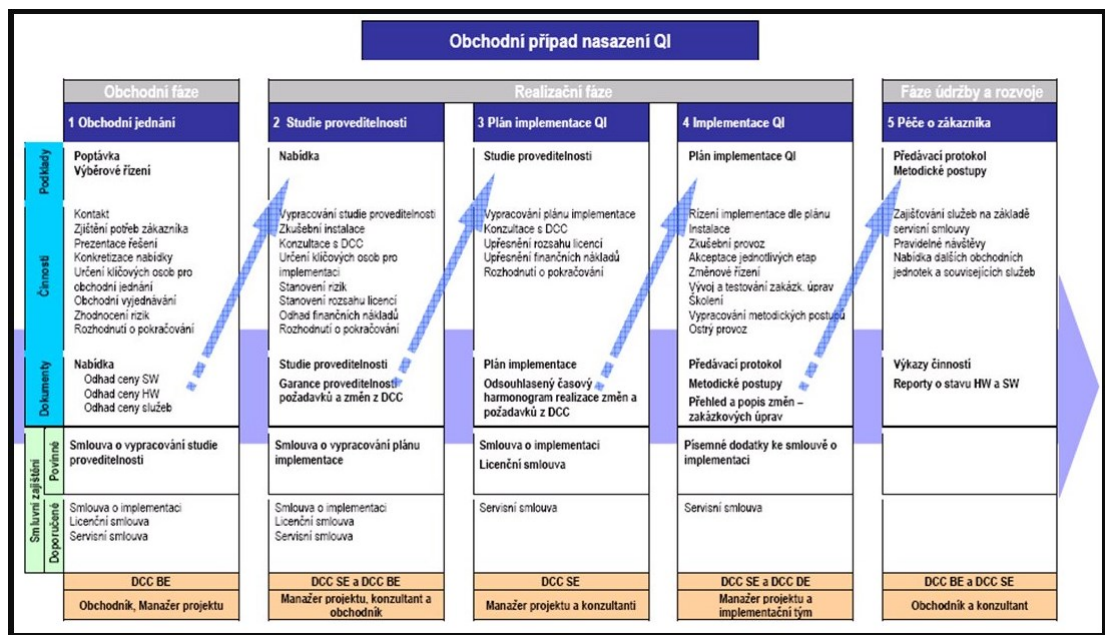 Obchodní případ nasazení QI
Obchodní fáze
Realizační fáze
Fáze údržby a rozvoje
1 Obchodní jednání
2 Studie proveditelnosti
3 Plán implementace QI
4 Implementace QI
5 Péče o zákazníka
Podklady
Poptávka
Výběrové řízení
Nabídka
Studie proveditelnosti
Plán implementace QI
Předávací protokol
Metodické postupy
Činnosti
Kontakt
Zjištění potřeb zákazníka
Prezentace řešení
Konkretizace nabídky
Určení klíčových osob pro
obchodní jednání
Obchodní vyjednávání
Zhodnocení rizik
Rozhodnutí o pokračování
Vypracování studie proveditelnosti
Zkušební instalace
Konzultace s DCC
Určení klíčových osob pro
implementaci
Stanovení rizik
Stanovení rozsahu licencí
Odhad finančních nákladů
Rozhodnutí o pokračování
Vypracování plánu implementace
Konzultace s DCC
Upřesnění rozsahu licencí
Upřesnění finančních nákladů
Rozhodnutí o pokračování
Řízení implementace dle plánu
Instalace
Zkušební provoz
Akceptace jednotlivých etap
Změnové řízení
Vývoj a testování zakázk. úprav
Školení
Vypracování metodických postupů
Ostrý provoz
Zajišťování služeb na základě
servisní smlouvy
Pravidelné návštěvy
Nabídka dalších obchodních
jednotek a souvisejících služeb
Dokumenty
Nabídka
Odhad ceny SW
Odhad ceny HW
Odhad ceny služeb
Studie proveditelnosti
Garance proveditelnosti
požadavků a změn z DCC
Plán implementace
Odsouhlasený časový
harmonogram realizace změn a
požadavků z DCC
Předávací protokol
Metodické postupy
Přehled a popis změn –
zakázkových úprav
Výkazy činnosti
Reporty o stavu HW a SW
Smluvní zajištění
Povinné
Smlouva o vypracování studie
proveditelnosti
Smlouva o vypracování plánu
implementace
Smlouva o implementaci
Licenční smlouva
Písemné dodatky ke smlouvě o
implementaci
Doporučené
Smlouva o implementaci
Licenční smlouva
Servisní smlouva
Smlouva o implementaci
Licenční smlouva
Servisní smlouva
Servisní smlouva
Servisní smlouva
DCC BE
DCC SE a DCC BE
DCC SE
DCC SE a DCC DE
DCC BE a DCC SE
Obchodník, Manažer projektu
Manažer projektu, konzultant a
obchodník
Manažer projektu a konzultanti
Manažer projektu a
implementační tým
Obchodník a konzultant